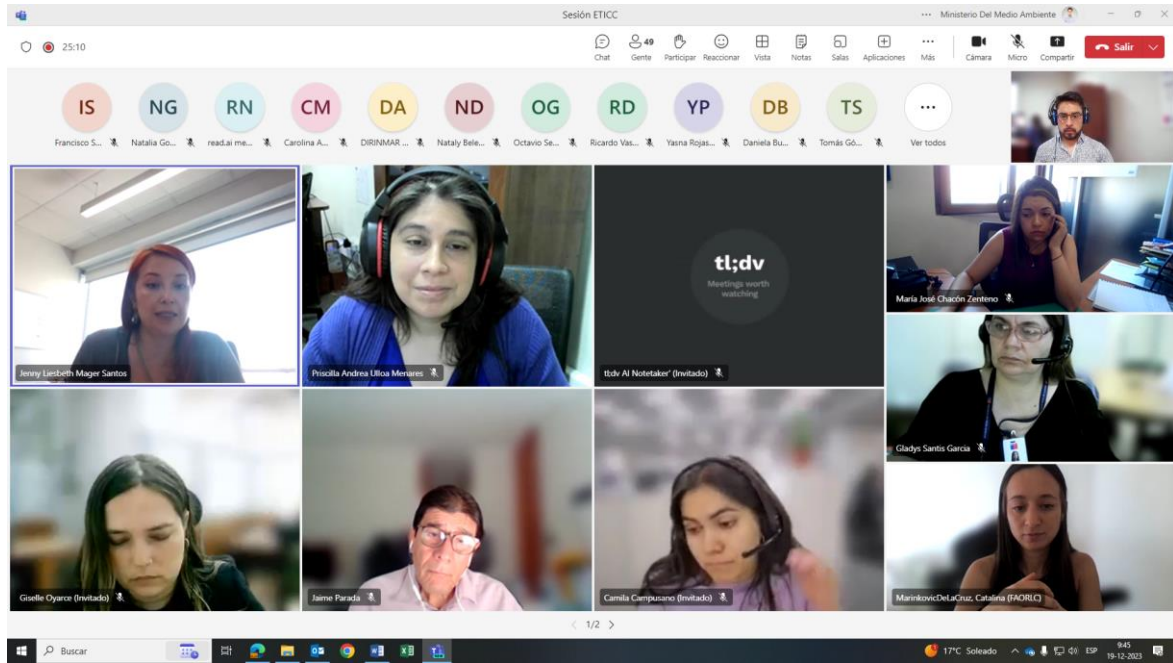 Sesión ETICC
Ministerio Del Medio Ambiente
25:10
Chat
49
Gente
Participar
Reaccionar
Vista
Notas
Salas
Aplicaciones
Más
Cámara
Micro
Compartir
Salir
IS
NG
RN
CM
DA
ND
OG
RD
YP
DB
TS
Francisco S...
Natalia Go...
read.ai me...
Carolina A...
DIRINMAR ...
Nataly Bele...
Octavio Se...
Ricardo Vas...
Yasna Rojas...
Daniela Bu...
Tomás Gó...
Ver todos
tl;dv
Meetings worth
watching
Jenny Liesbeth Mager Santos
Priscilla Andrea Ulloa Menares
tl;dv AI Notetaker' (Invitado)
María José Chacón Zenteno
Gladys Santis Garcia
Giselle Oyarce (Invitado)
Jaime Parada
Camila Campusano (Invitado)
MarinkovicDeLaCruz, Catalina (FAORLC)
1/2
Buscar
17°C Soleado
ESP
9:45
19-12-2023